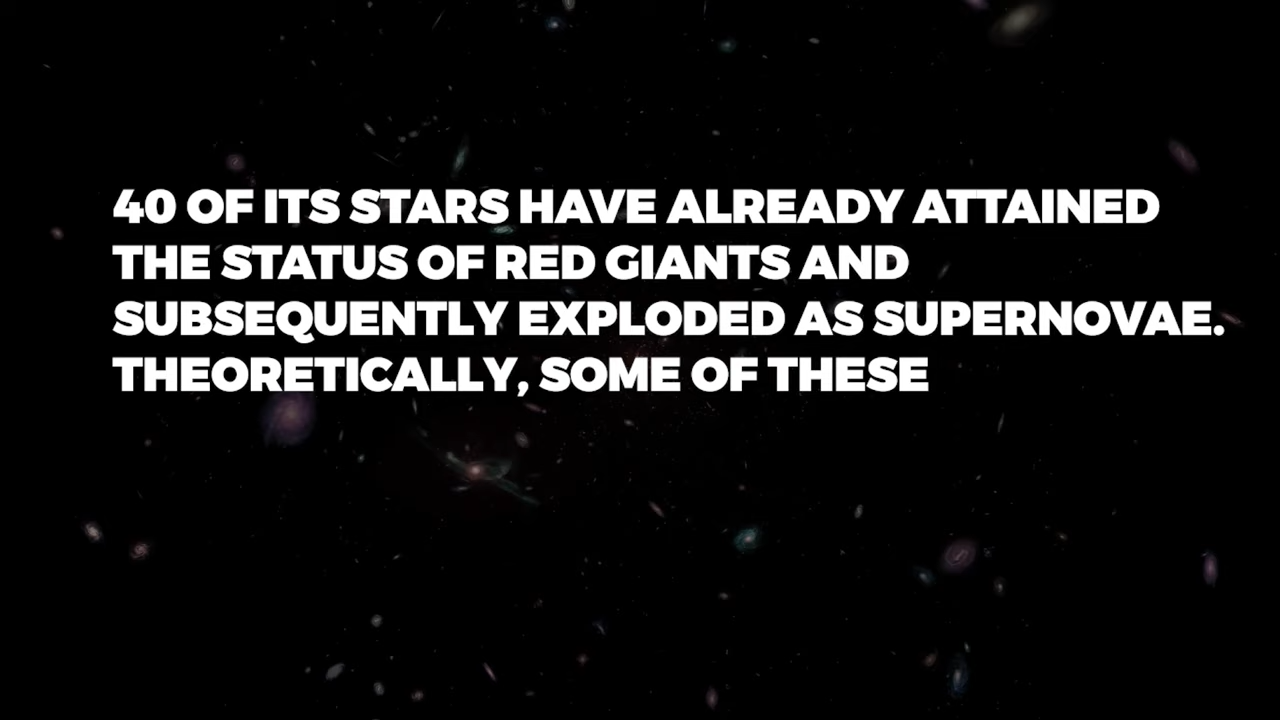 40 OF ITS STARS HAVE ALREADY ATTAINED
THE STATUS OF RED GIANTS AND
SUBSEQUENTLY EXPLODED AS SUPERNOVAE.
THEORETICALLY, SOME OF THESE